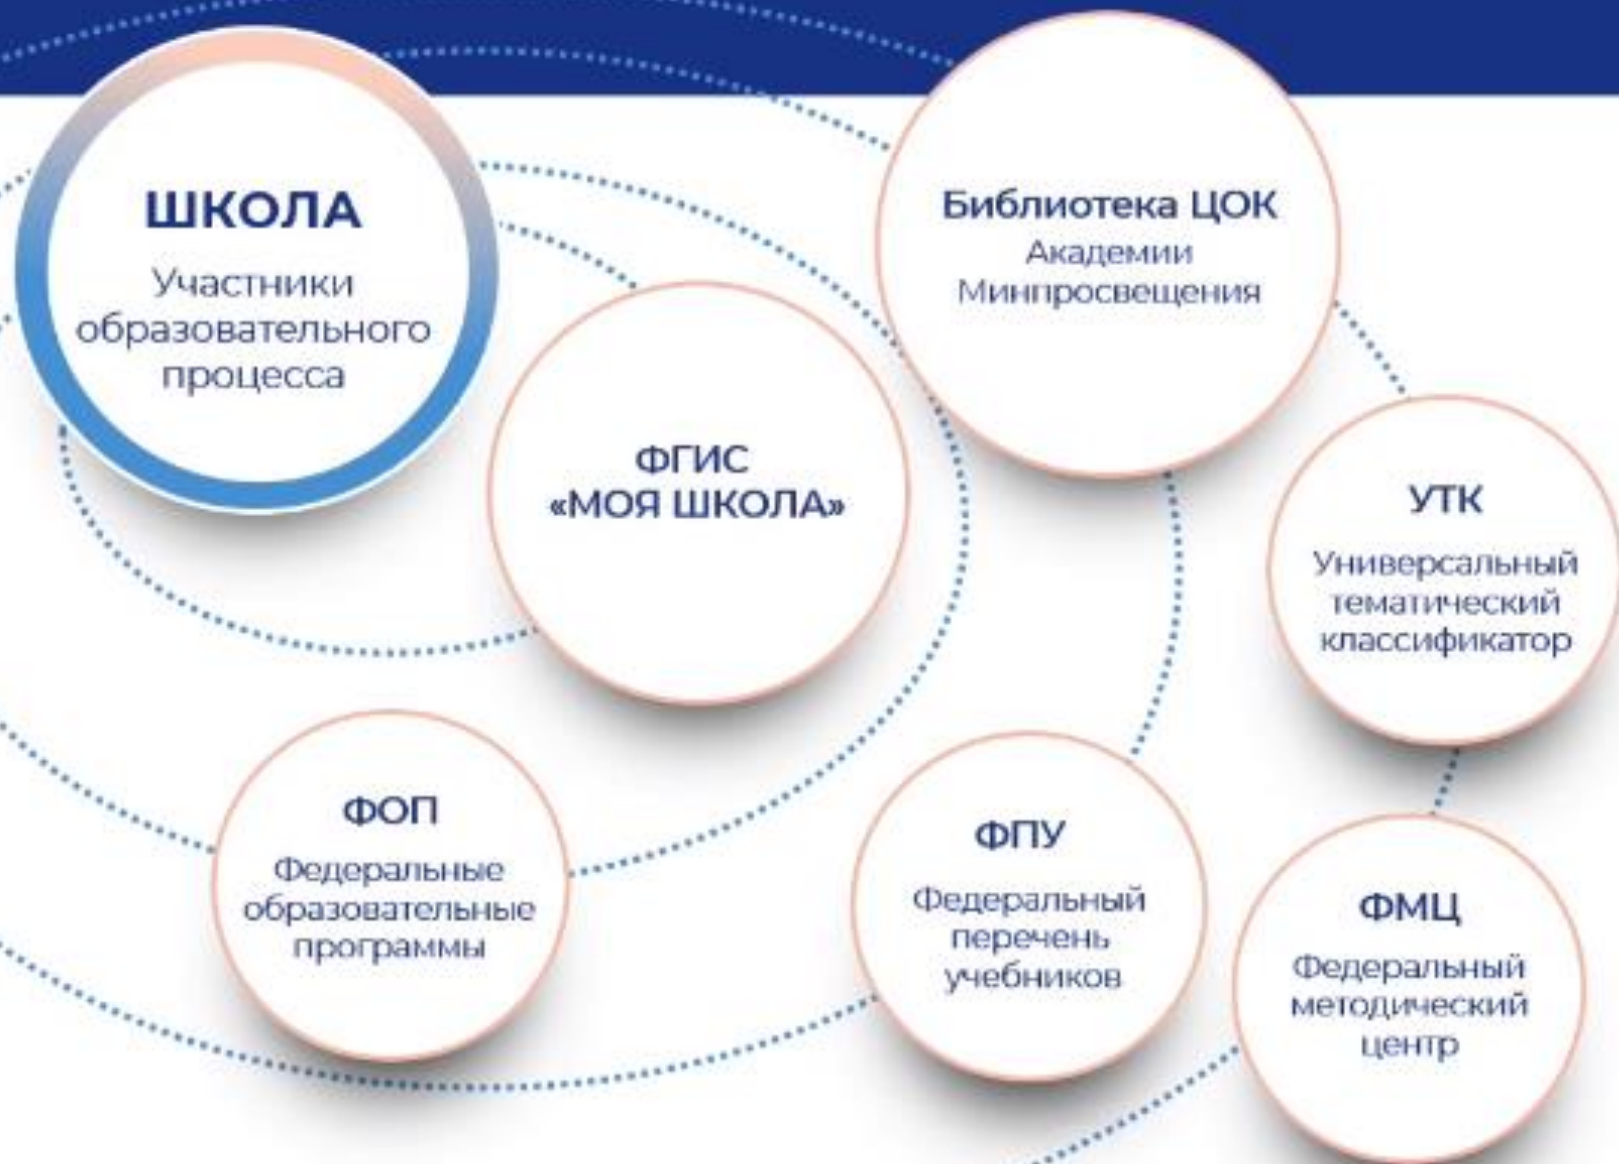 ШКОЛА
Участники
образовательного
процесса
Библиотека ЦОК
Академии
Минпросвещения
ФГИС
«МОЯ ШКОЛА»
УТК
Универсальный
тематический
классификатор
ФОП
Федеральные
образовательные
программы
ФПУ
Федеральный
перечень
учебников
ФМЦ
Федеральный
методический
центр